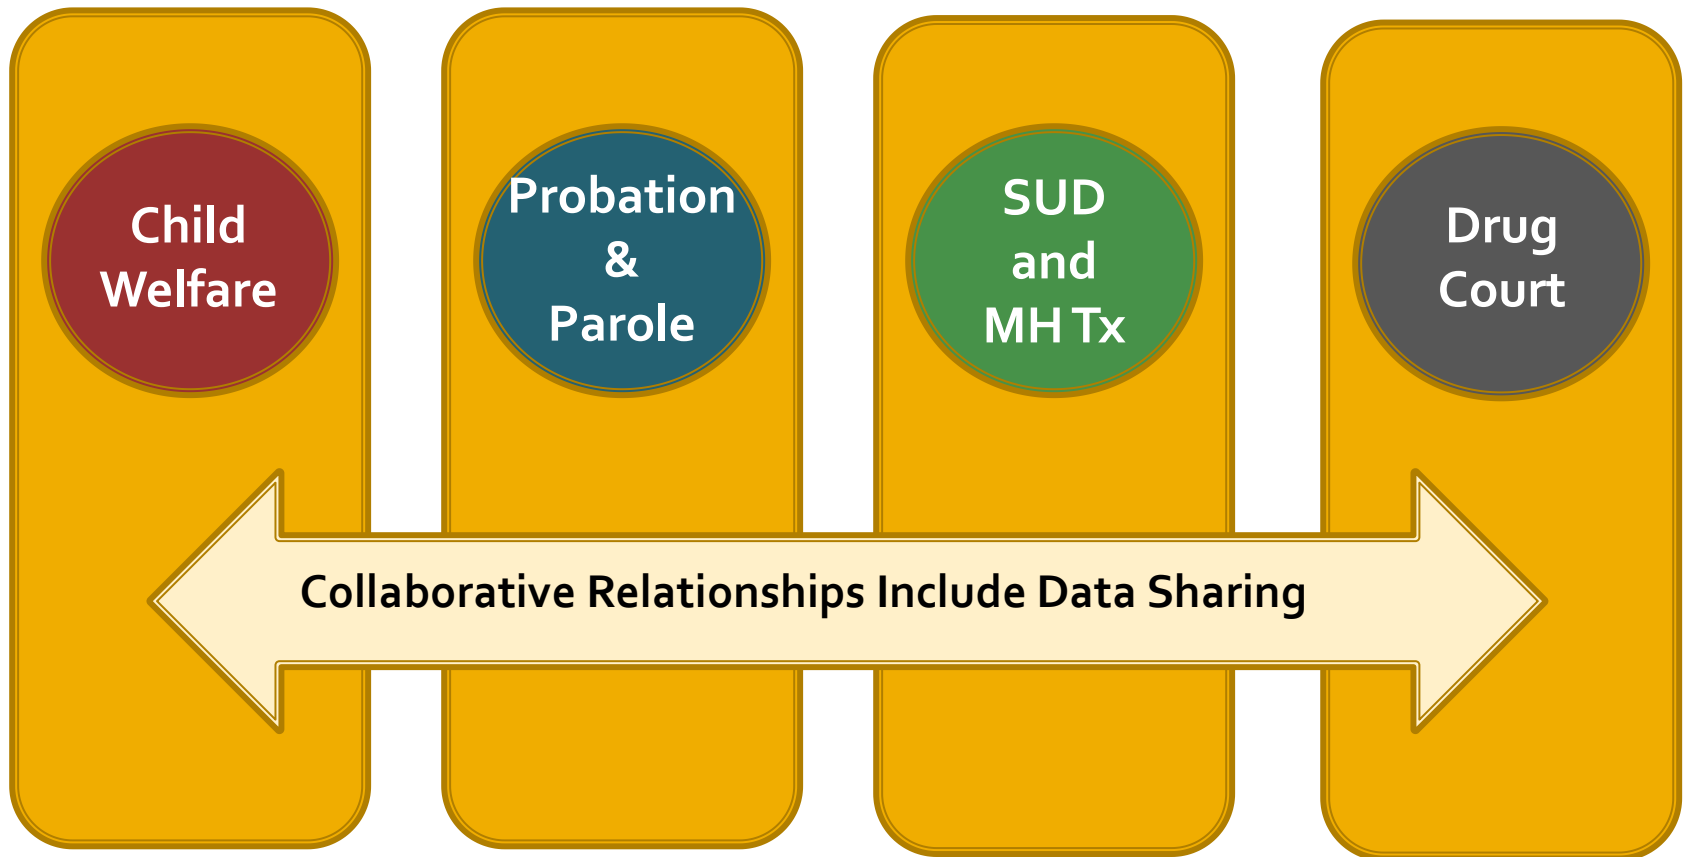 Child
Welfare
Probation
&
Parole
SUD
and
MH Tx
Drug
Court
Collaborative Relationships Include Data Sharing